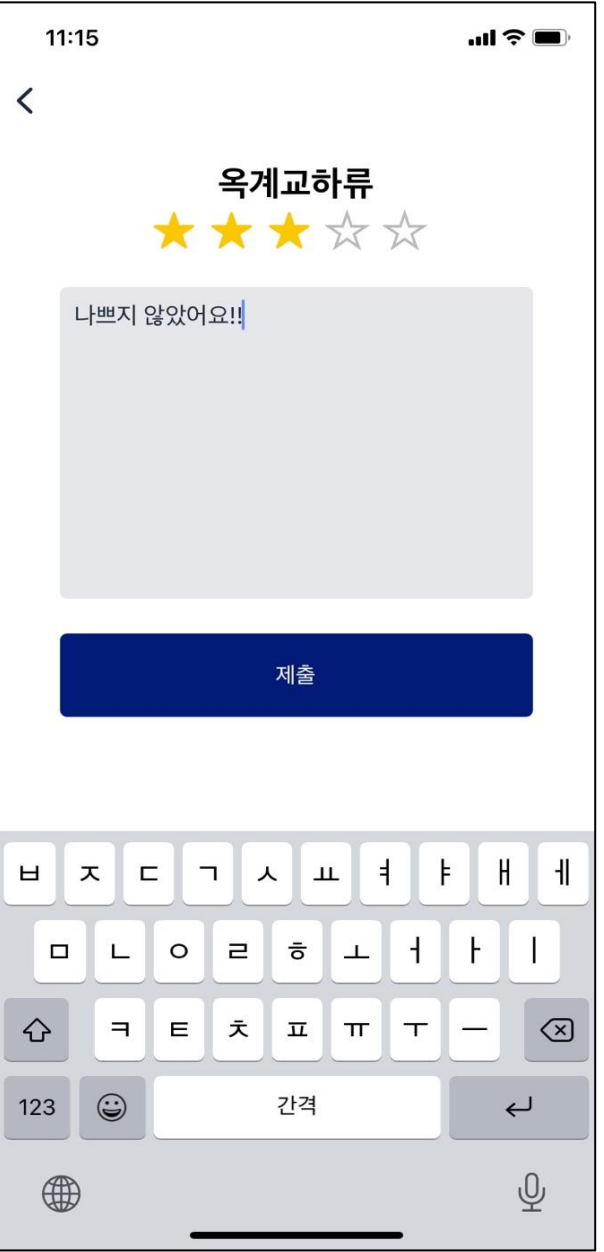 11:15
옥계교하류
나쁘지 않았어요!!
제출
ㅂ ㅈ ㄷ ㄱ ㅅ ㅛ ㅕ ㅑ ㅐ ㅔ
ㅁ ㄴ ㅇ ㄹ ㅎ ㅗ ㅓ ㅏ ㅣ
ㅋ ㅌ ㅊ ㅍ ㅠ ㅜ ㅡ
123 간격